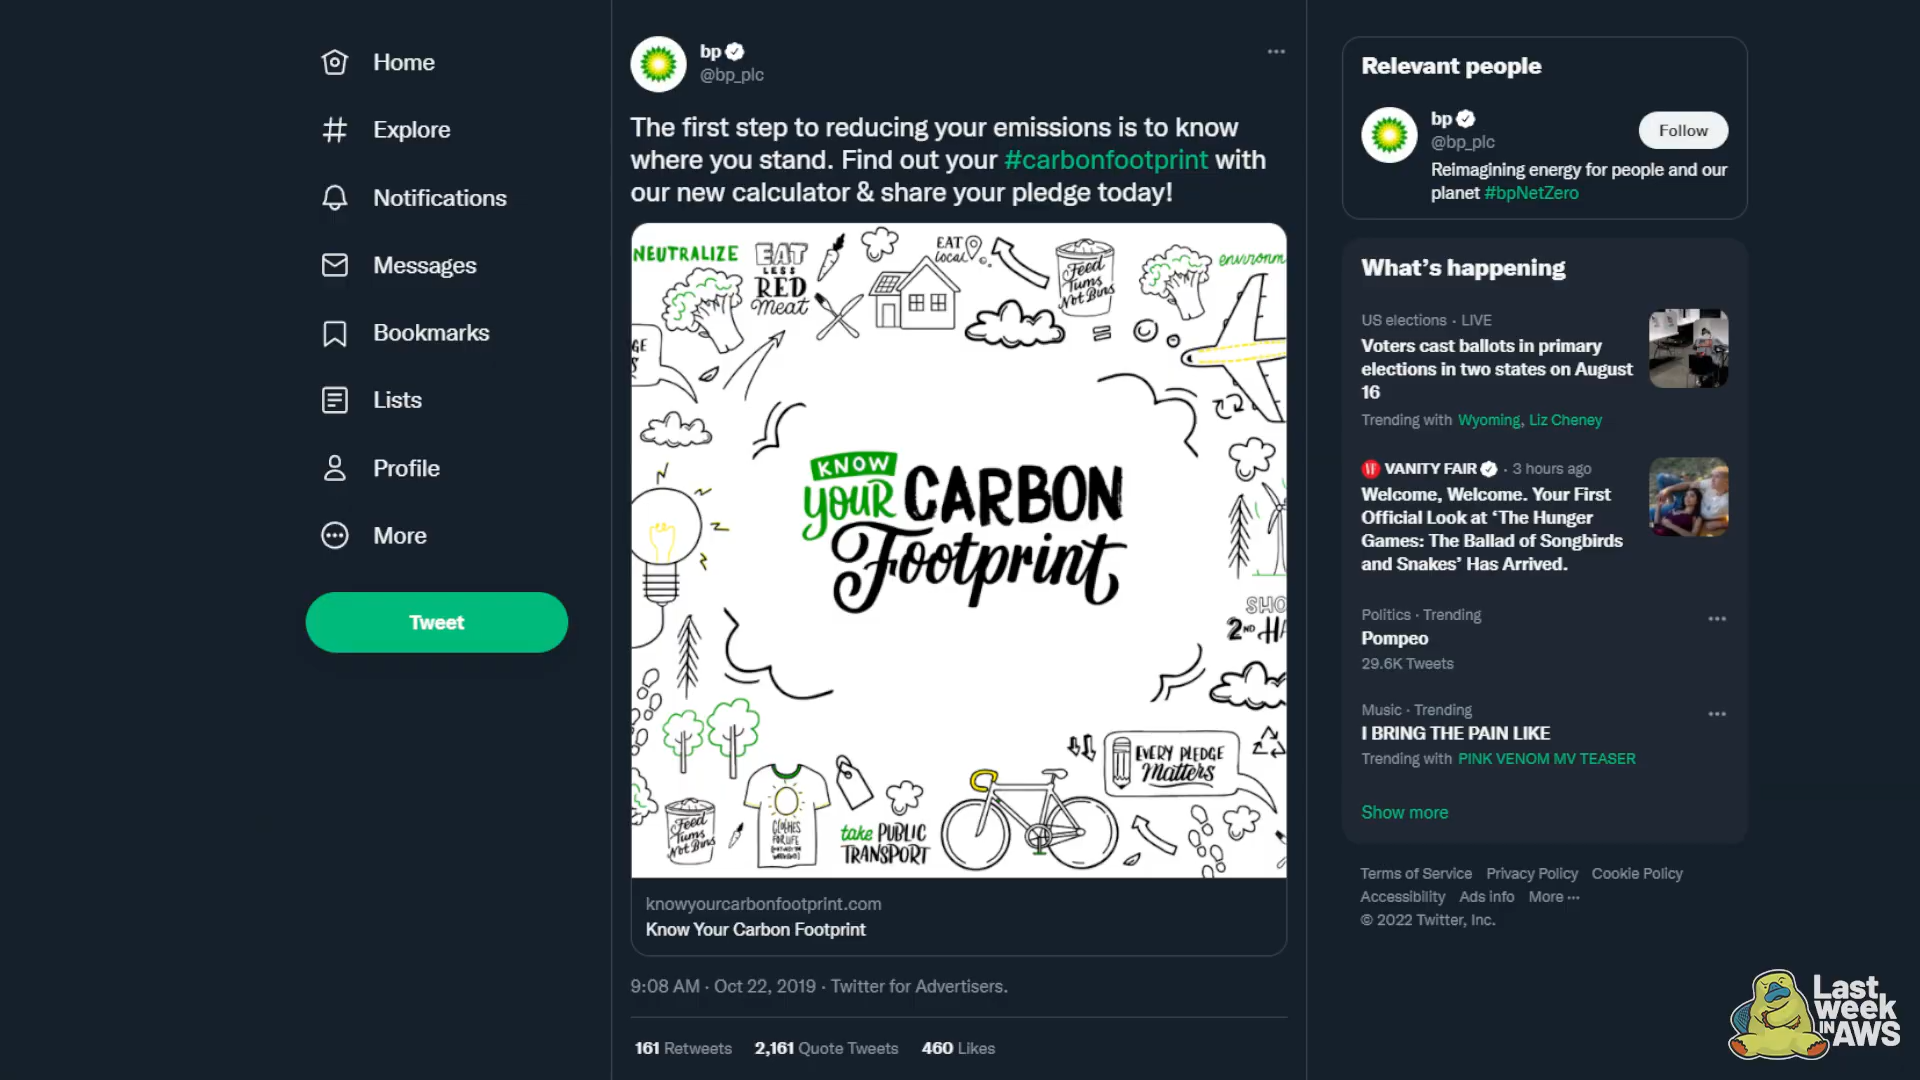 Home
Explore
Notifications
Messages
Bookmarks
Lists
Profile
More
Tweet
bp
@bp_plc
The first step to reducing your emissions is to know
where you stand. Find out your #carbonfootprint with
our new calculator & share your pledge today!
NEUTRALIZE
EAT
LESS
RED
Meat
EAT
local
Feed
Tums
Not Bins
environm
GE
S
KNOW
YOUR CARBON
Footprint
SHO
2ND HA
EVERY PLEDGE
Matters
Feed
Tums
Not Bins
CLOTHES
FOR LIFE
take PUBLIC
TRANSPORT
knowyourcarbonfootprint.com
Know Your Carbon Footprint
9:08 AM · Oct 22, 2019 · Twitter for Advertisers.
161 Retweets 2,161 Quote Tweets 460 Likes
Relevant people
bp
@bp_plc
Follow
Reimagining energy for people and our
planet #bpNetZero
What's happening
US elections · LIVE
Voters cast ballots in primary
elections in two states on August
16
Trending with Wyoming, Liz Cheney
VF VANITY FAIR · 3 hours ago
Welcome, Welcome. Your First
Official Look at ‘The Hunger
Games: The Ballad of Songbirds
and Snakes’ Has Arrived.
Politics · Trending
Pompeo
29.6K Tweets
Music · Trending
I BRING THE PAIN LIKE
Trending with PINK VENOM MV TEASER
Show more
Terms of Service Privacy Policy Cookie Policy
Accessibility Ads info More ···
© 2022 Twitter, Inc.
Last
week
IN AWS